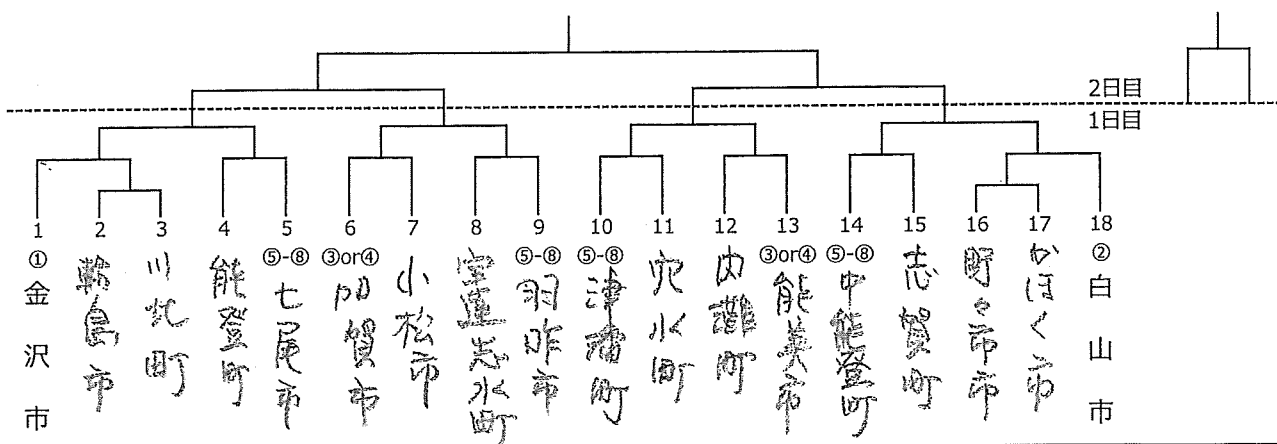 2日目
1日目
1 2 3 4 5 6 7 8 9 10 11 12 13 14 15 16 17 18
① ⑤-⑧ ③or④ ⑤-⑧ ⑤-⑧ ③or④ ⑤-⑧ ②
金沢市
輪島市
川北町
能登町
七尾市
加賀市
小松市
宝達志水町
羽咋市
津幡町
穴水町
内灘町
能美市
中能登町
志賀町
野々市市
かほく市
白山市